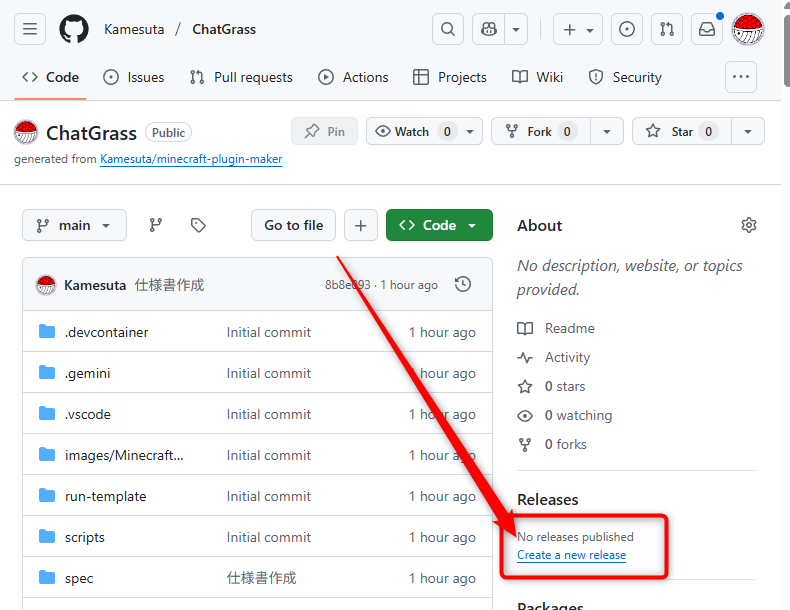 Kamesuta / ChatGrass
Code Issues Pull requests Actions Projects Wiki Security
ChatGrass Public Pin Watch 0 Fork 0 Star 0
generated from Kamesuta/minecraft-plugin-maker
main Go to file Code
Kamesuta 仕様書作成 · 1 hour ago
.devcontainer Initial commit 1 hour ago
.gemini Initial commit 1 hour ago
.vscode Initial commit 1 hour ago
images/Minecraft... Initial commit 1 hour ago
run-template Initial commit 1 hour ago
scripts Initial commit 1 hour ago
spec 仕様書作成 1 hour ago
About
No description, website, or topics
provided.
Readme
Activity
0 stars
0 watching
0 forks
Releases
No releases published
Create a new release
Packages